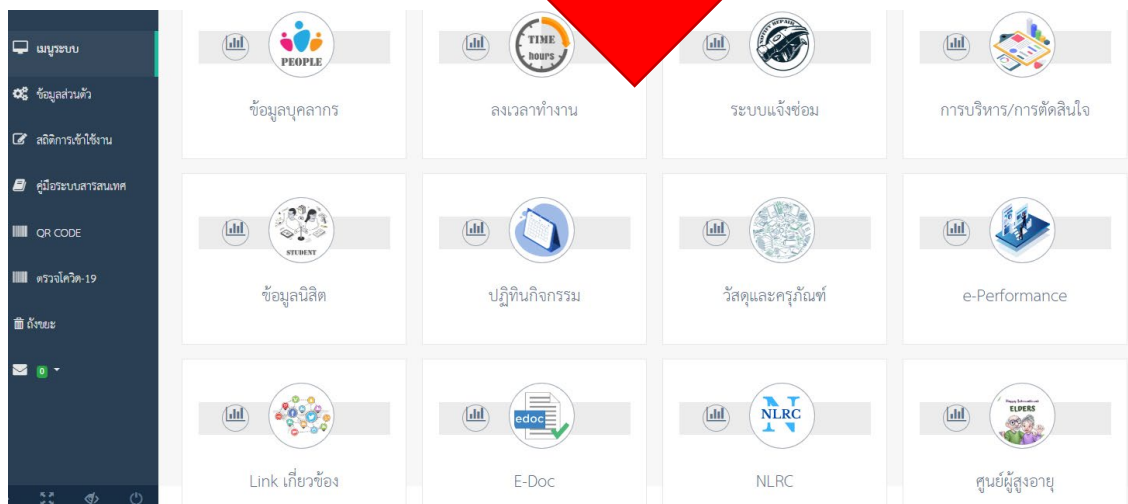 เมนูระบบ
ข้อมูลส่วนตัว
สถิติการเข้าใช้งาน
คู่มือระบบสารสนเทศ
QR CODE
ตรวจโควิด-19
ถังขยะ
0
PEOPLE
ข้อมูลบุคลากร
TIME
hours
ลงเวลาทำงาน
ระบบแจ้งซ่อม
การบริหาร/การตัดสินใจ
STUDENT
ข้อมูลนิสิต
ปฏิทินกิจกรรม
วัสดุและครุภัณฑ์
e-Performance
Link เกี่ยวข้อง
edoc
E-Doc
N
NLRC
NLRC
ELDERS
ศูนย์ผู้สูงอายุ